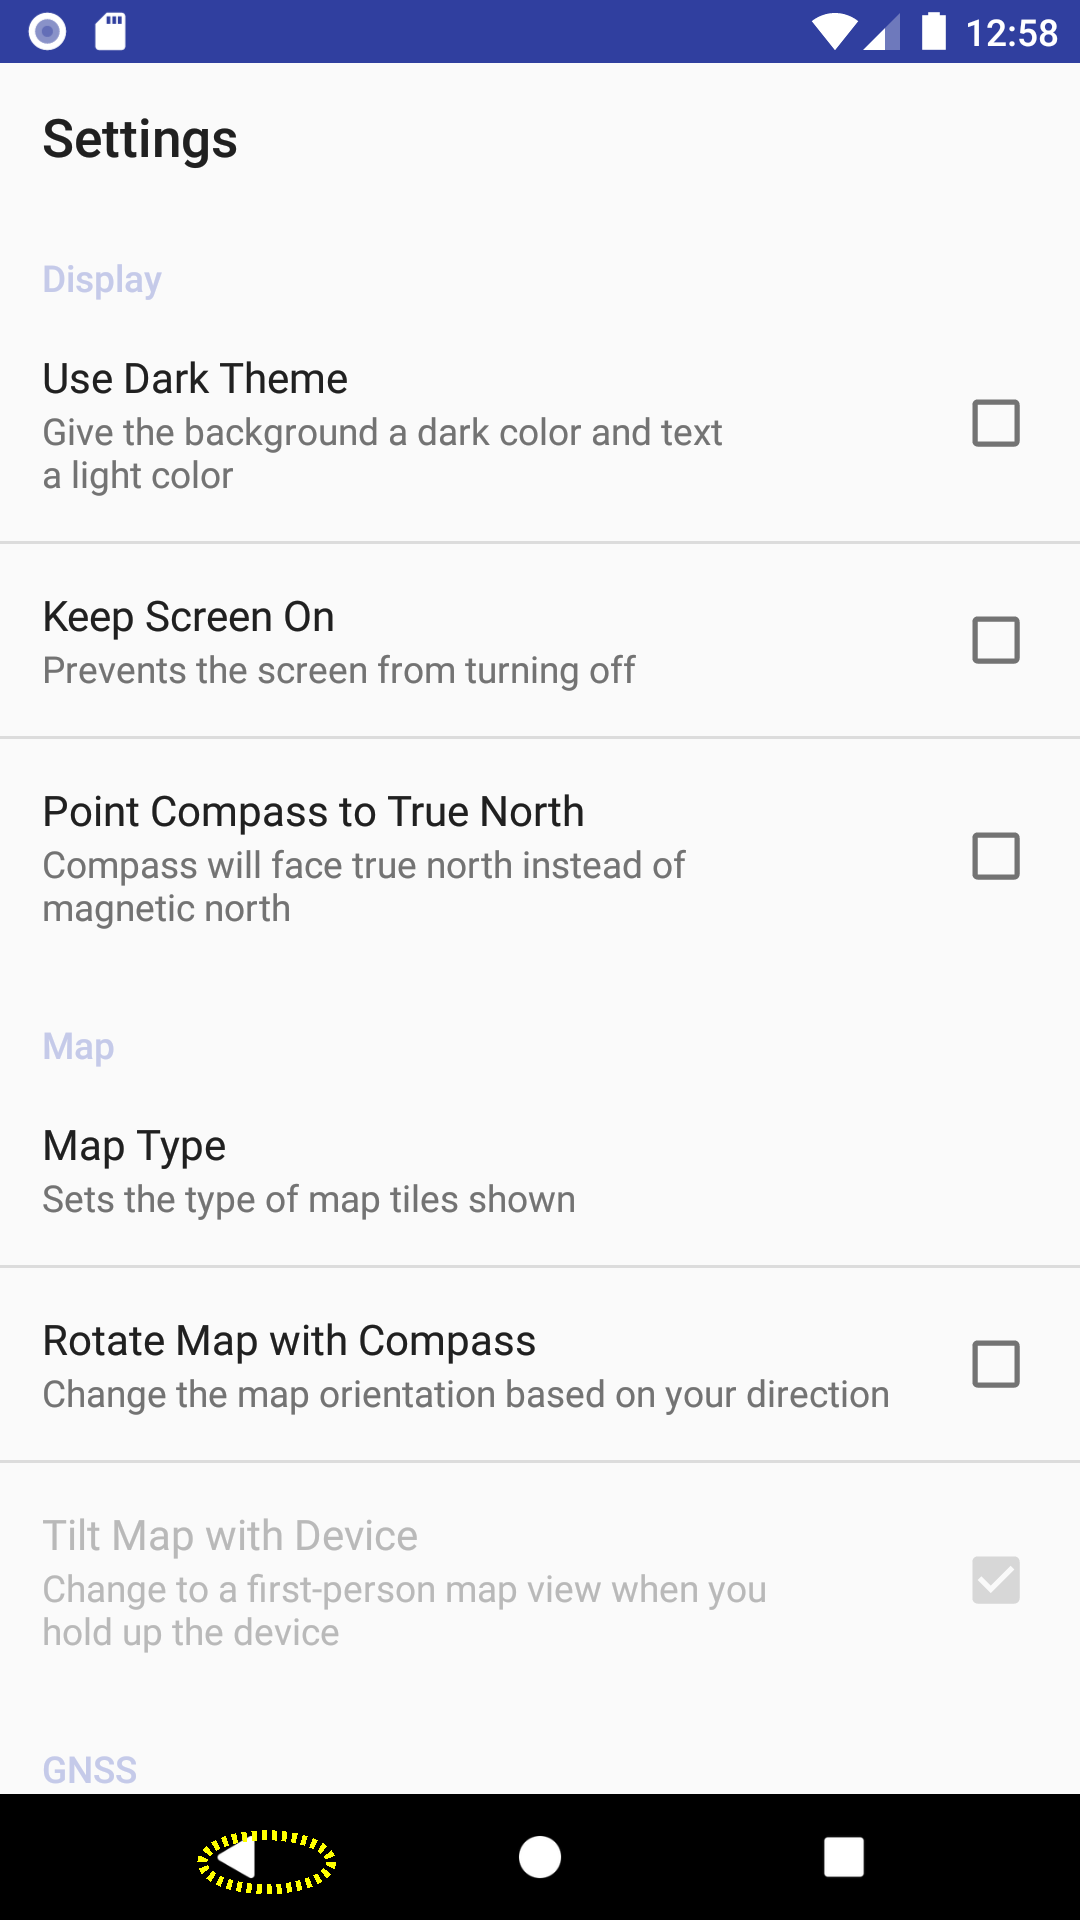 12:58
Settings
Display
Use Dark Theme
Give the background a dark color and text
a light color
Keep Screen On
Prevents the screen from turning off
Point Compass to True North
Compass will face true north instead of
magnetic north
Map
Map Type
Sets the type of map tiles shown
Rotate Map with Compass
Change the map orientation based on your direction
Tilt Map with Device
Change to a first-person map view when you
hold up the device
GNSS